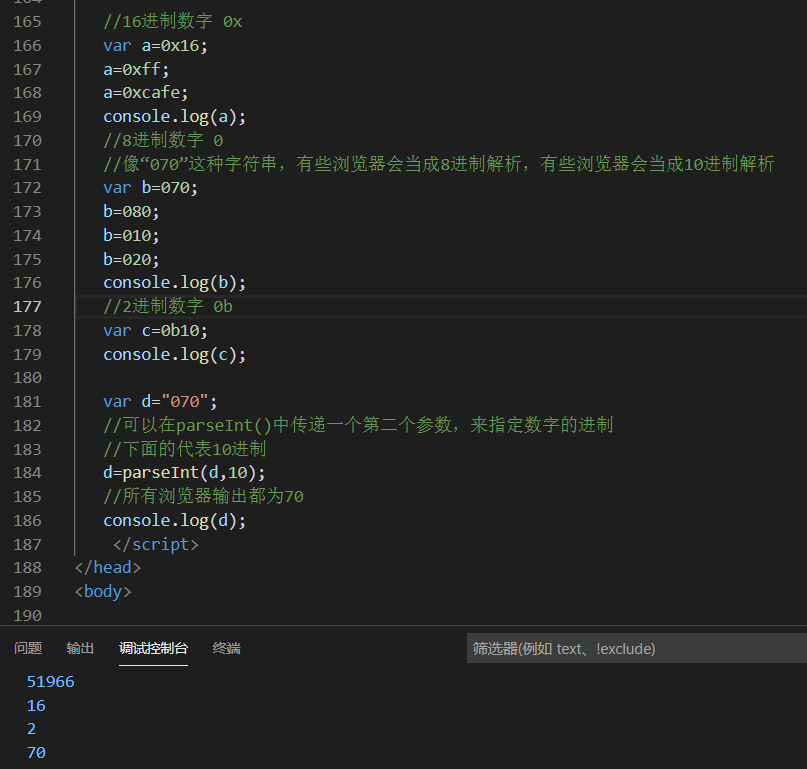 164
165 //16进制数字 0x
166 var a=0x16;
167 a=0xff;
168 a=0xcafe;
169 console.log(a);
170 //8进制数字 0
171 //像“070”这种字符串，有些浏览器会当成8进制解析，有些浏览器会当成10进制解析
172 var b=070;
173 b=080;
174 b=010;
175 b=020;
176 console.log(b);
177 //2进制数字 0b
178 var c=0b10;
179 console.log(c);
180
181 var d="070";
182 //可以在parseInt()中传递一个第二个参数，来指定数字的进制
183 //下面的代表10进制
184 d=parseInt(d,10);
185 //所有浏览器输出都为70
186 console.log(d);
187 </script>
188 </head>
189 <body>
190
问题 输出 调试控制台 终端 筛选器(例如 text、!exclude)
51966
16
2
70